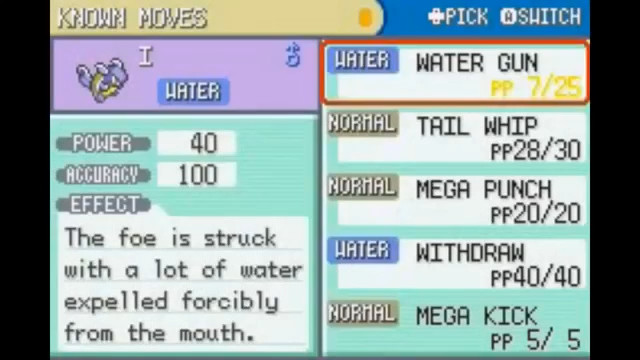 KNOWN MOVES
PICK SWITCH
I ♂
WATER
POWER 40
ACCURACY 100
EFFECT
The foe is struck
with a lot of water
expelled forcibly
from the mouth.
WATER WATER GUN
PP 7/25
NORMAL TAIL WHIP
PP28/30
NORMAL MEGA PUNCH
PP20/20
WATER WITHDRAW
PP40/40
NORMAL MEGA KICK
PP 5/ 5